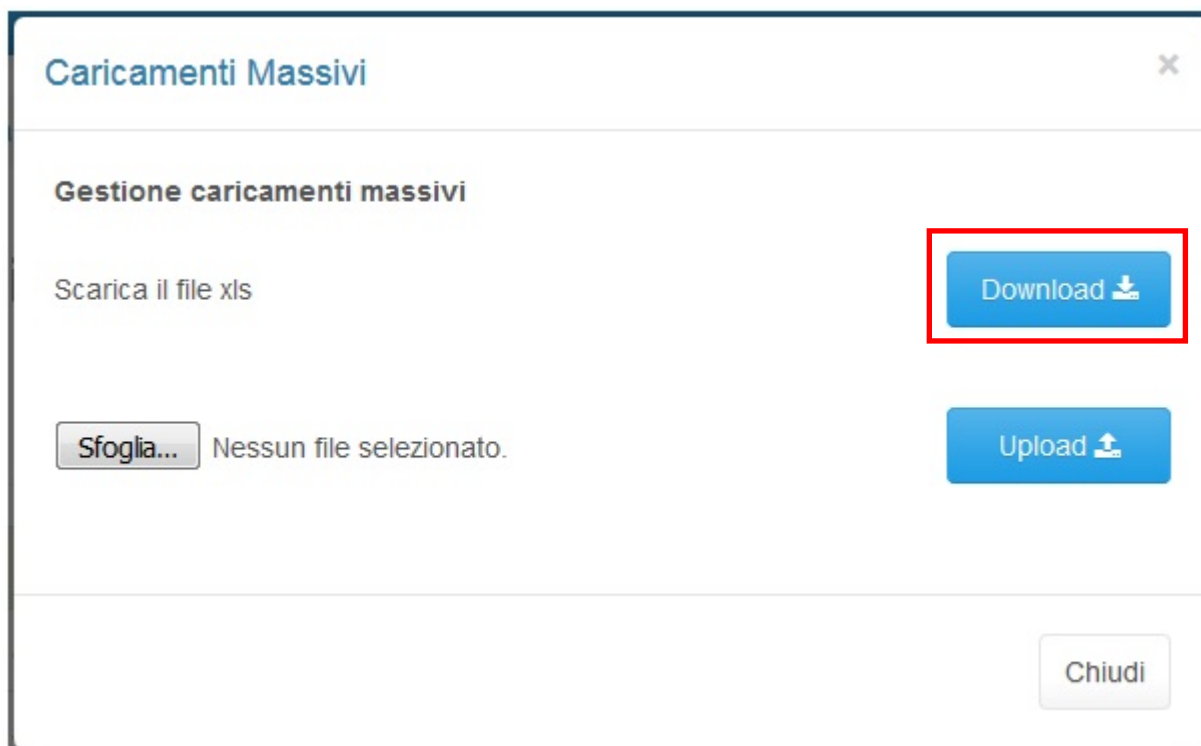 Caricamenti Massivi ×
Gestione caricamenti massivi
Scarica il file xls Download
Sfoglia... Nessun file selezionato. Upload
Chiudi